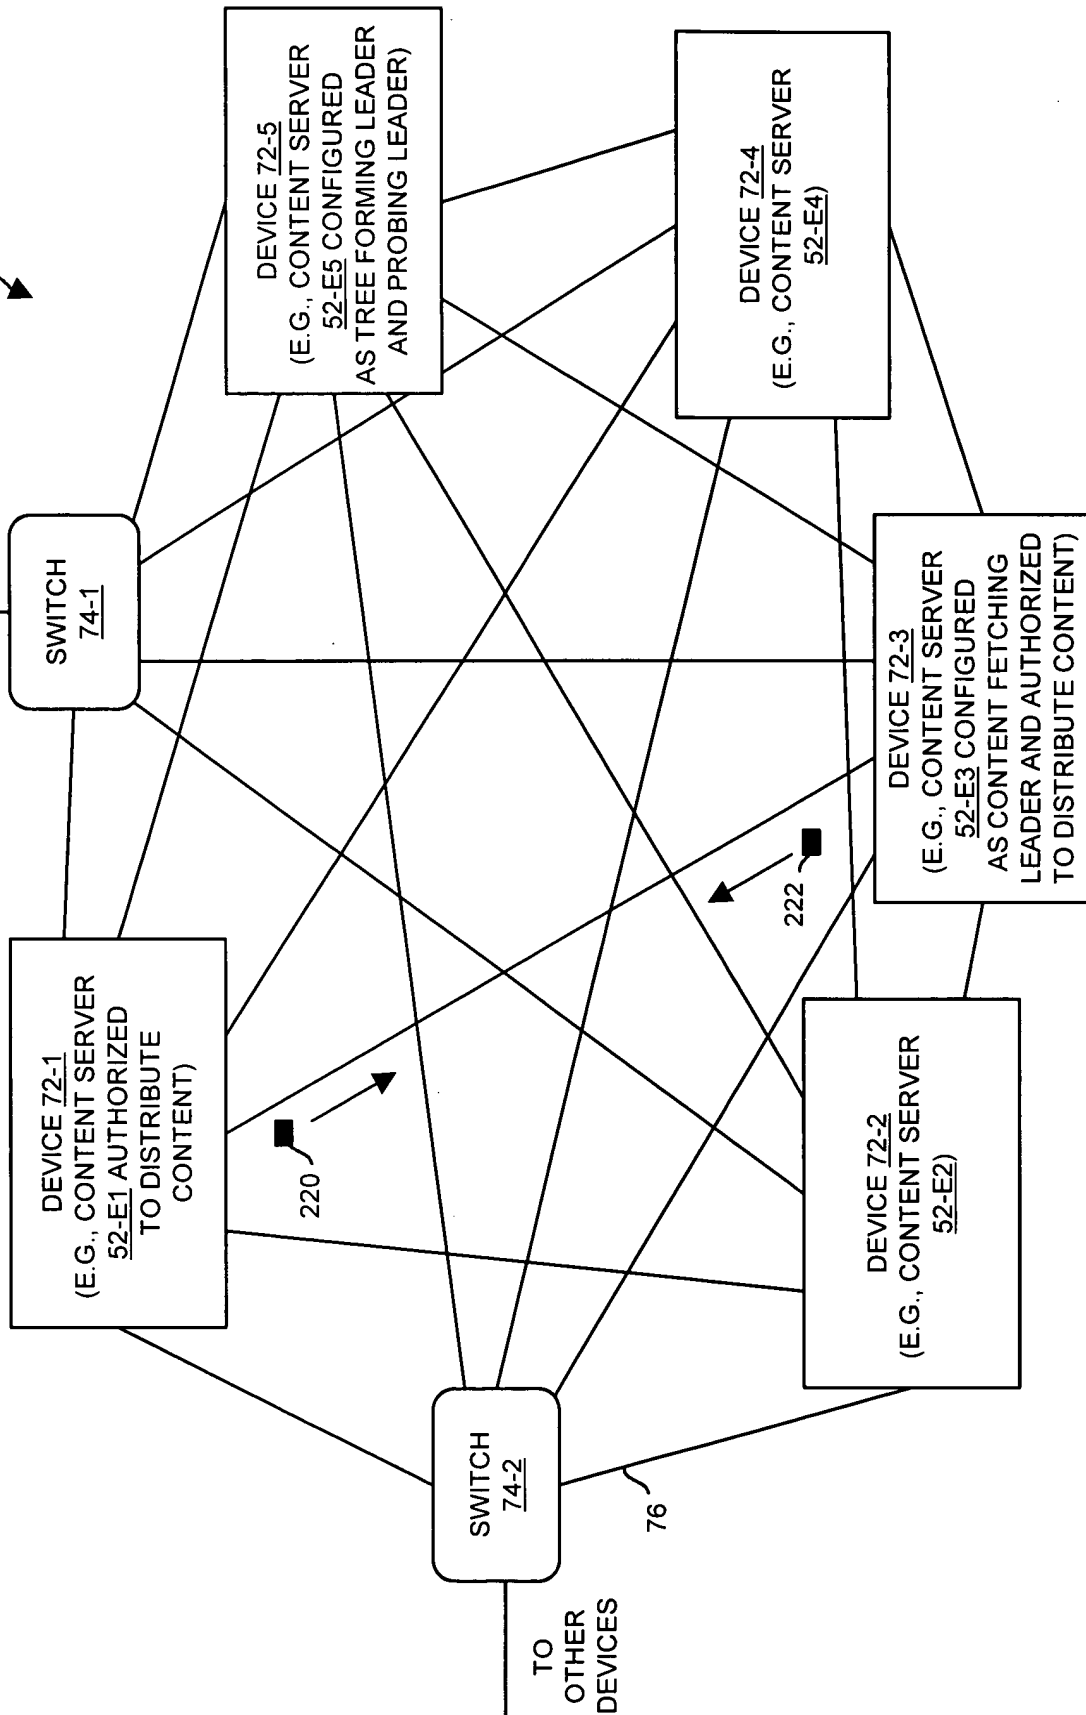 SWITCH
74-1
DEVICE 72-1
(E.G., CONTENT SERVER
52-E1 AUTHORIZED
TO DISTRIBUTE
CONTENT)
DEVICE 72-5
(E.G., CONTENT SERVER
52-E5 CONFIGURED
AS TREE FORMING LEADER
AND PROBING LEADER)
220
SWITCH
74-2
TO
OTHER
DEVICES
76
222
DEVICE 72-4
(E.G., CONTENT SERVER
52-E4)
DEVICE 72-2
(E.G., CONTENT SERVER
52-E2)
DEVICE 72-3
(E.G., CONTENT SERVER
52-E3 CONFIGURED
AS CONTENT FETCHING
LEADER AND AUTHORIZED
TO DISTRIBUTE CONTENT)